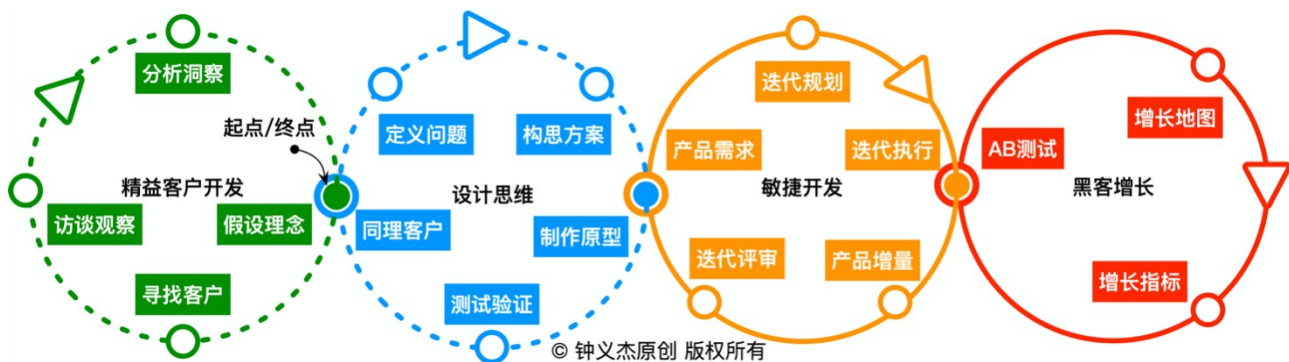 分析洞察
起点/终点
精益客户开发
访谈观察
假设理念
寻找客户
定义问题
构思方案
设计思维
同理客户
制作原型
测试验证
迭代规划
产品需求
迭代执行
敏捷开发
迭代评审
产品增量
AB测试
增长地图
黑客增长
增长指标
© 钟义杰原创 版权所有